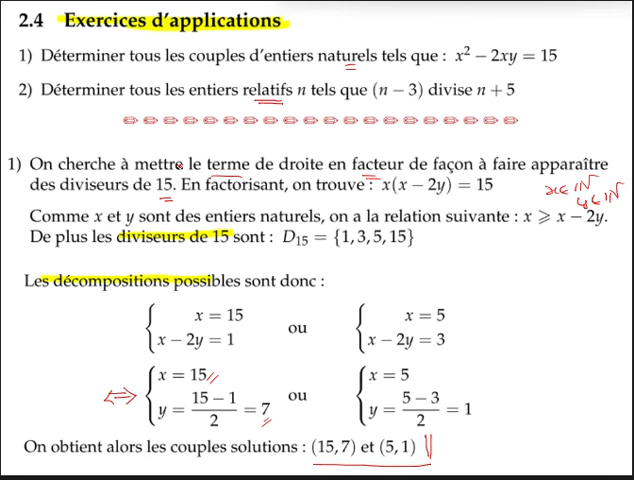 2.4 Exercices d'applications
1) Déterminer tous les couples d'entiers naturels tels que : x² − 2xy = 15
2) Déterminer tous les entiers relatifs n tels que (n − 3) divise n + 5
1) On cherche à mettre le terme de droite en facteur de façon à faire apparaître
des diviseurs de 15. En factorisant, on trouve : x(x − 2y) = 15
x ∈ ℕ
y ∈ ℕ
Comme x et y sont des entiers naturels, on a la relation suivante : x ⩾ x − 2y.
De plus les diviseurs de 15 sont : D₁₅ = {1, 3, 5, 15}
Les décompositions possibles sont donc :
{ x = 15
x − 2y = 1
ou
{ x = 5
x − 2y = 3
⇔ { x = 15
y = (15 − 1)/2 = 7
ou
{ x = 5
y = (5 − 3)/2 = 1
On obtient alors les couples solutions : (15, 7) et (5, 1)